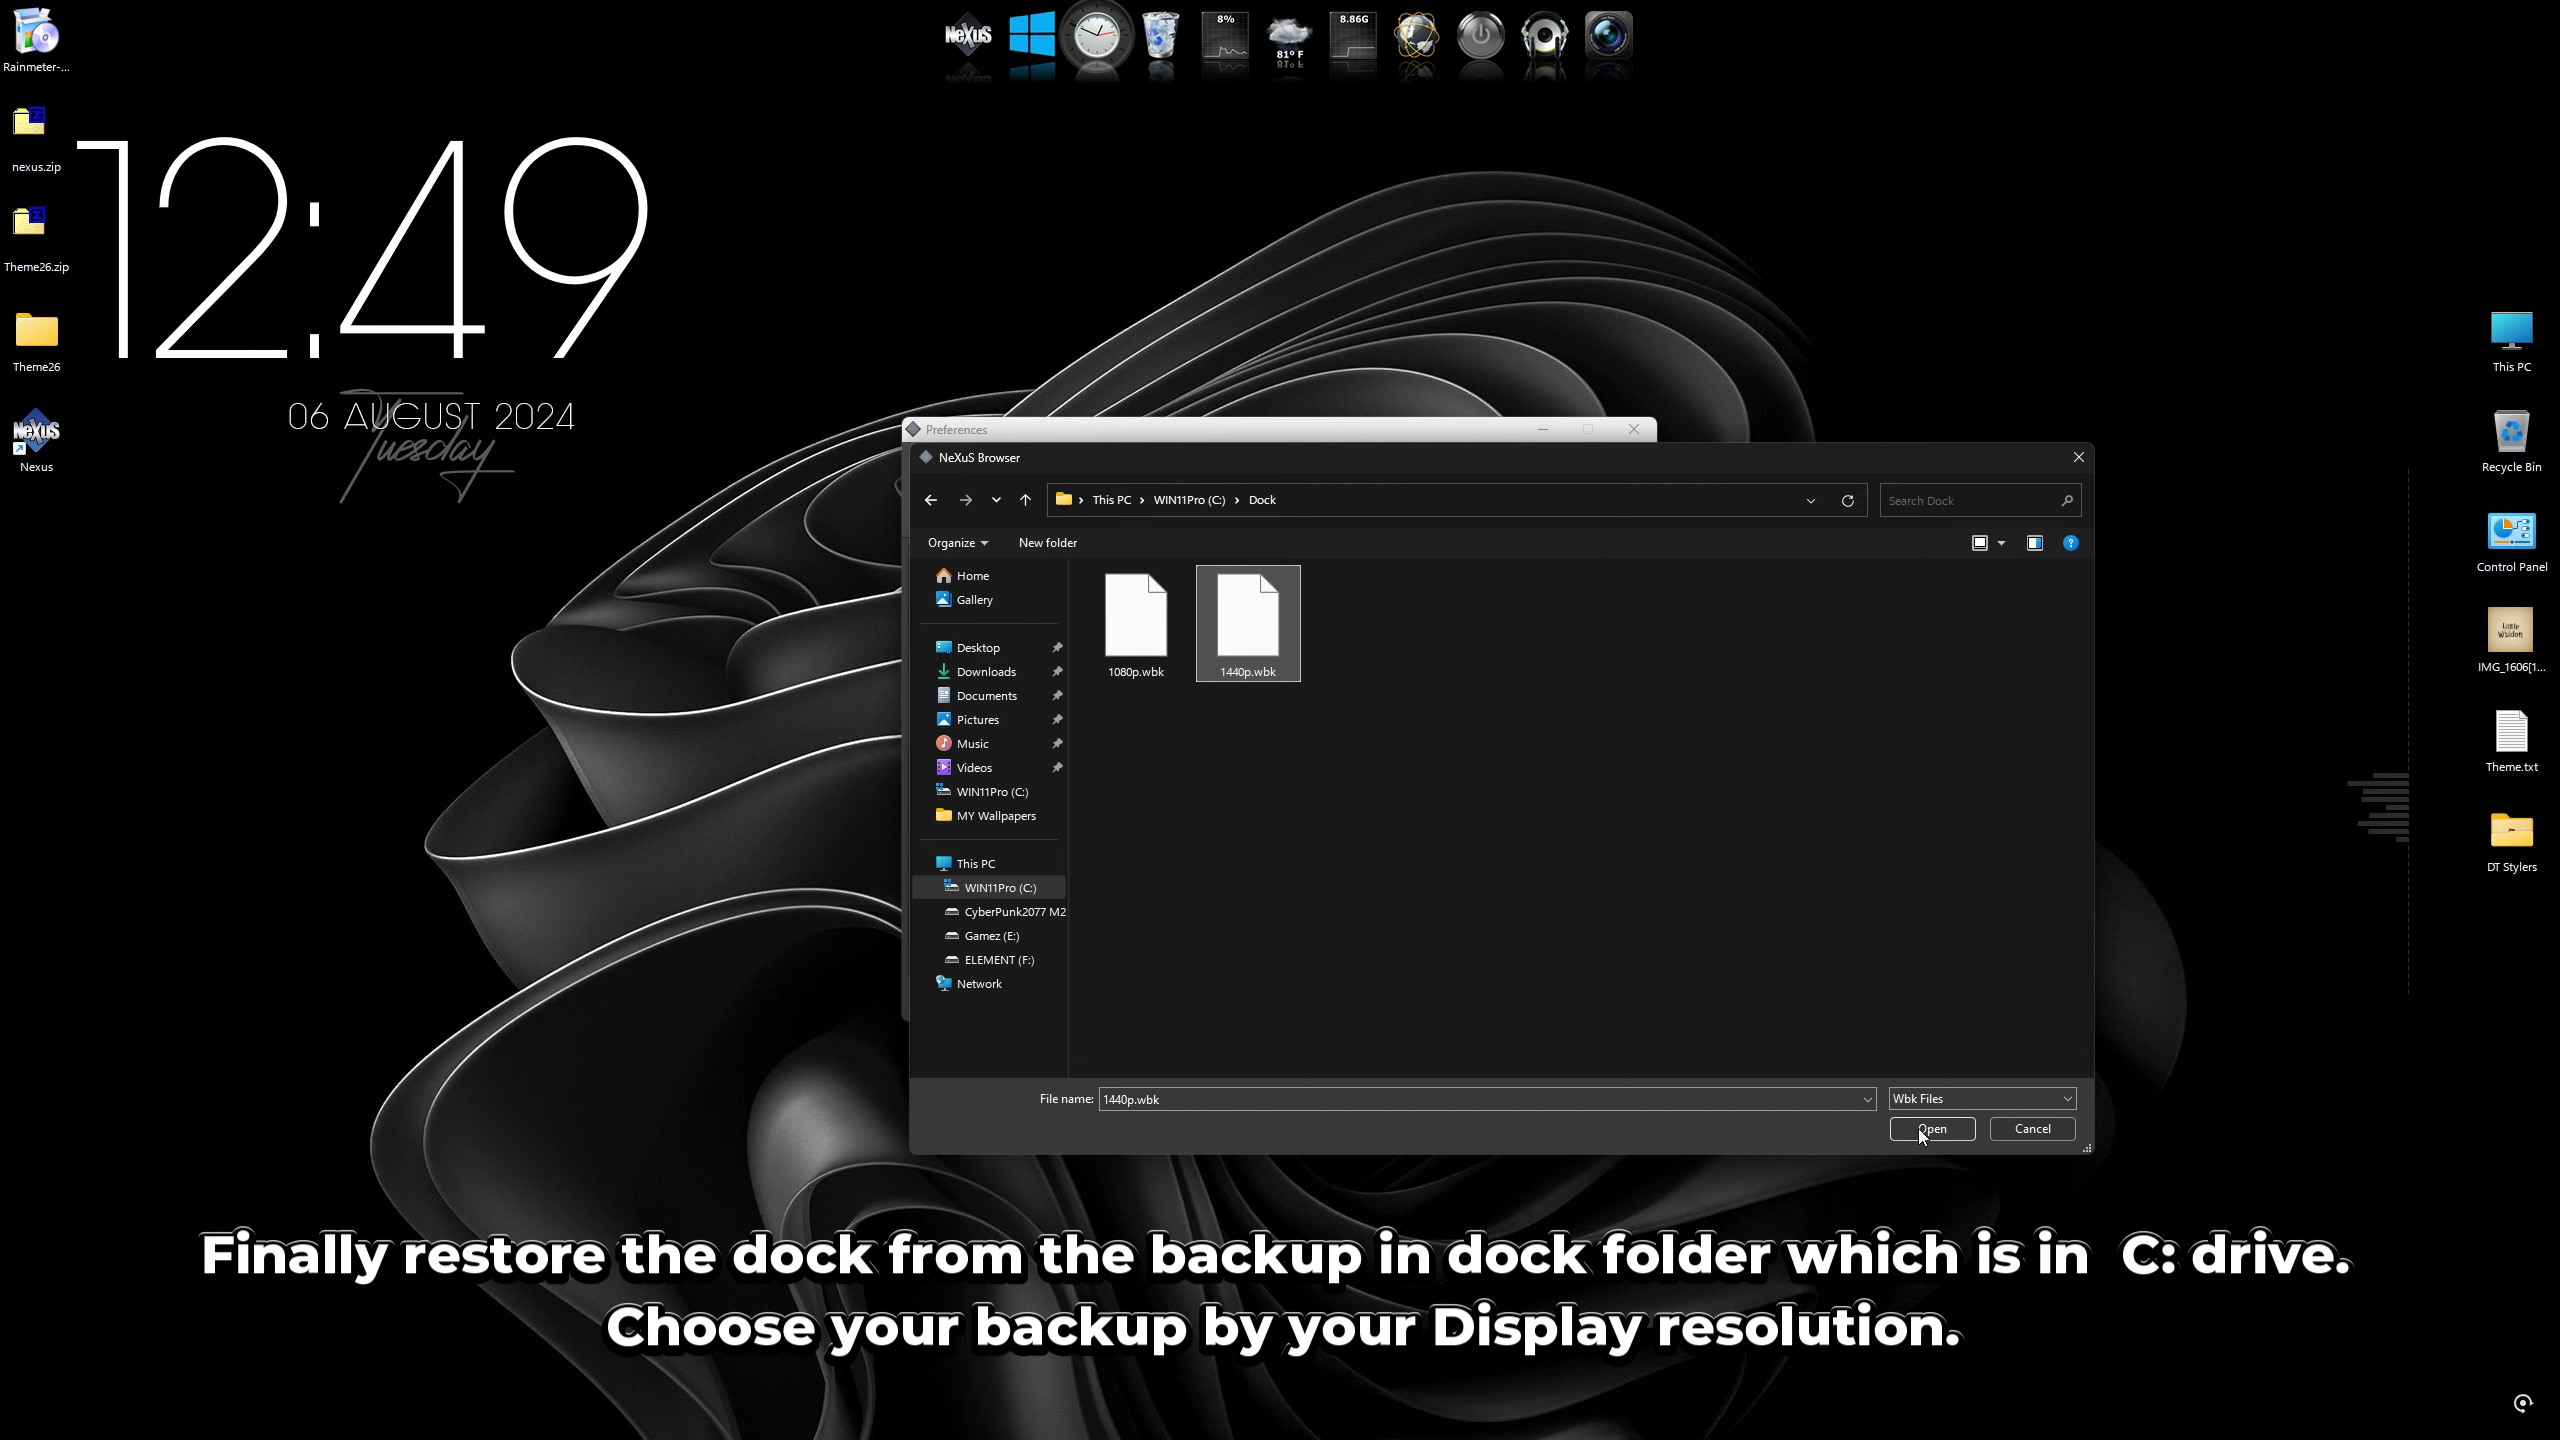 Rainmeter-...
nexus.zip
Theme26.zip
Theme26
NeXuS
Nexus
NeXuS
8%
81° F
8.86G
12:49
06 AUGUST 2024
Tuesday
Preferences
NeXuS Browser
This PC > WIN11Pro (C:) > Dock
Search Dock
Organize
New folder
Home
Gallery
Desktop
Downloads
Documents
Pictures
Music
Videos
WIN11Pro (C:)
MY Wallpapers
This PC
WIN11Pro (C:)
CyberPunk2077 M2
Gamez (E:)
ELEMENT (F:)
Network
1080p.wbk
1440p.wbk
File name: 1440p.wbk
Wbk Files
Open
Cancel
This PC
Recycle Bin
Control Panel
IMG_1606[1...
Theme.txt
DT Stylers
Finally restore the dock from the backup in dock folder which is in C: drive.
Choose your backup by your Display resolution.